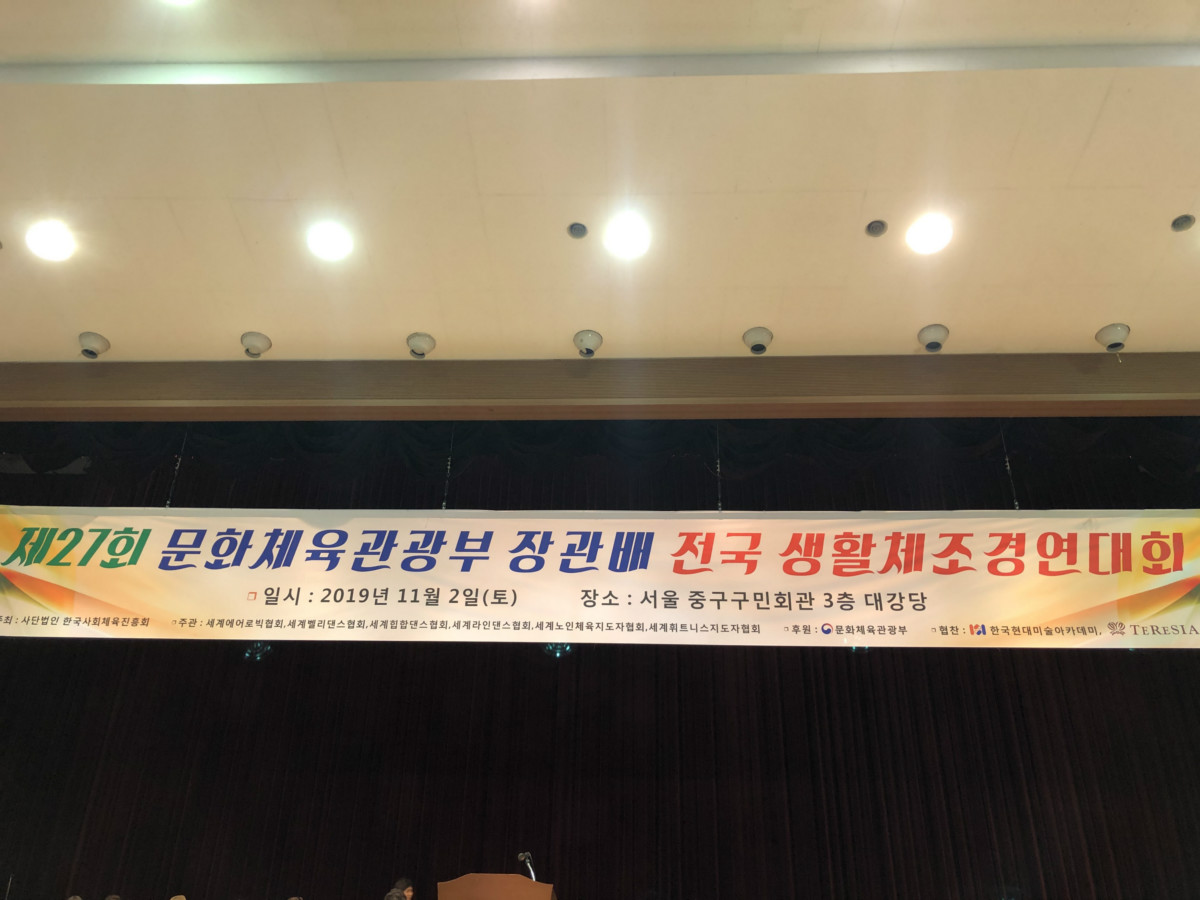 제27회 문화체육관광부 장관배 전국 생활체조경연대회
일시 : 2019년 11월 2일(토) 장소 : 서울 중구구민회관 3층 대강당
주최 : 사단법인 한국사회체육진흥회 주관 : 세계에어로빅협회,세계벨리댄스협회,세계힙합댄스협회,세계라인댄스협회,세계노인체육지도자협회,세계휘트니스지도자협회 후원 : 문화체육관광부 협찬 : 한국현대미술아카데미, TERESIA